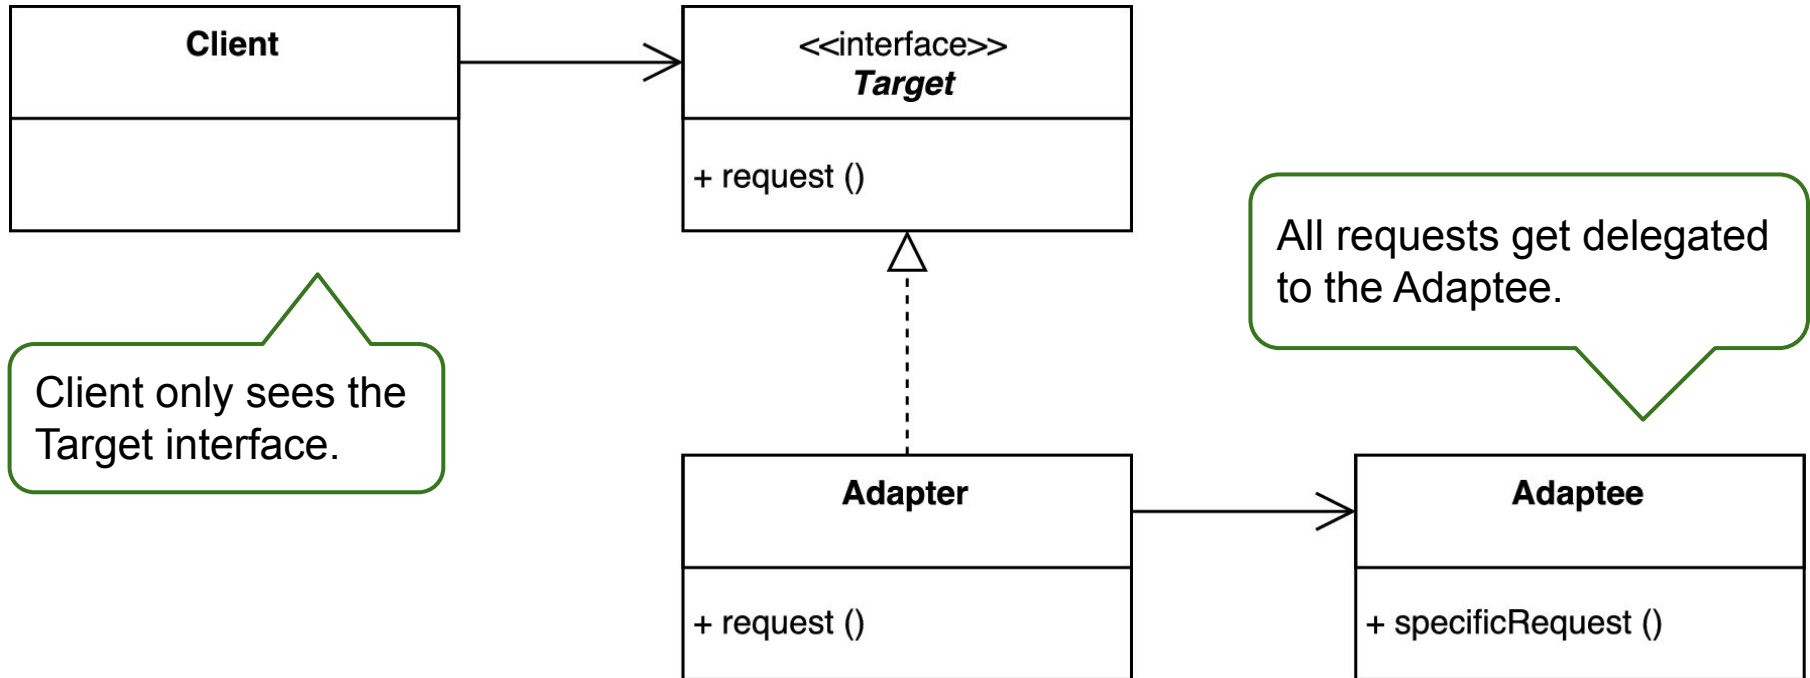 Client
<<interface>>
Target
+ request ()
All requests get delegated
to the Adaptee.
Client only sees the
Target interface.
Adapter
+ request ()
Adaptee
+ specificRequest ()